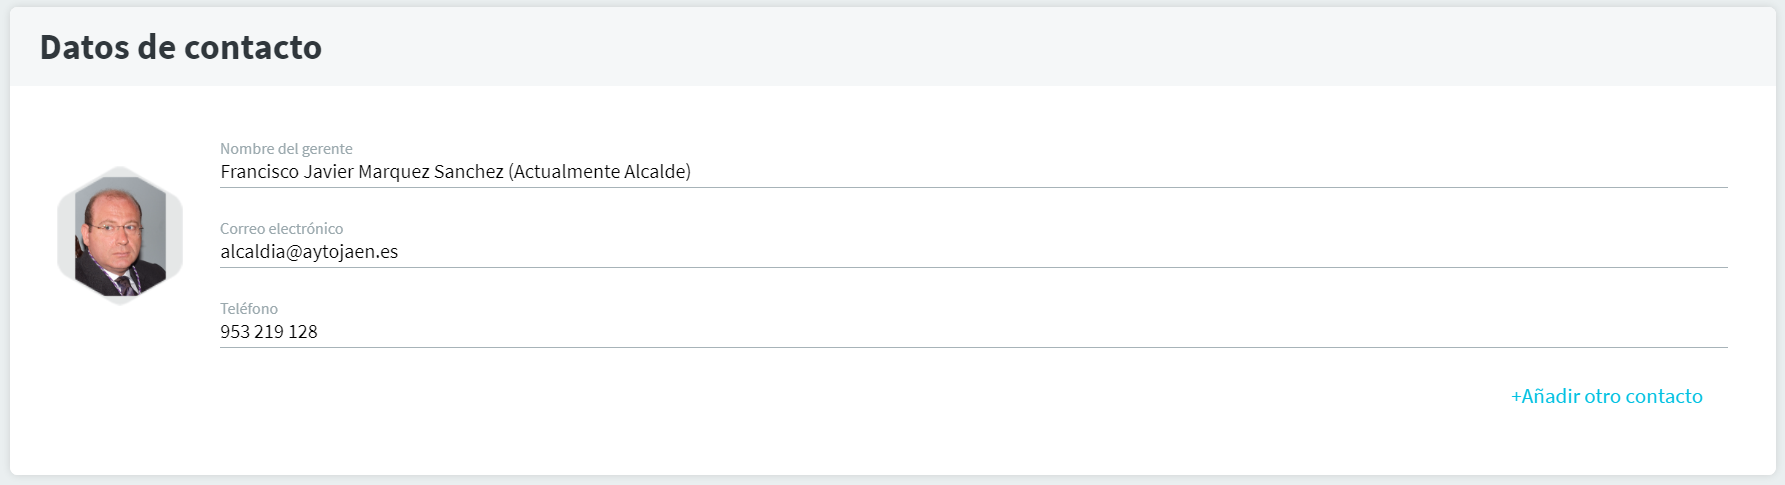 Datos de contacto
Nombre del gerente
Francisco Javier Marquez Sanchez (Actualmente Alcalde)
Correo electrónico
alcaldia@aytojaen.es
Teléfono
953 219 128
+Añadir otro contacto